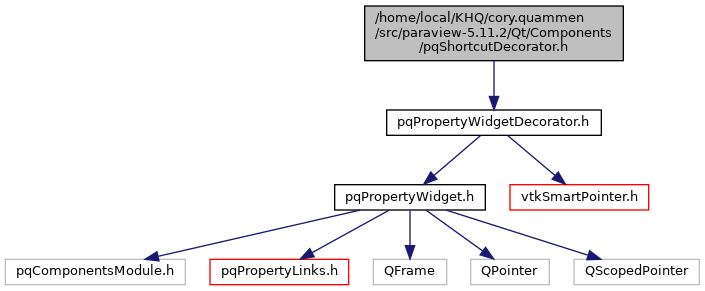 /home/local/KHQ/cory.quammen
/src/paraview-5.11.2/Qt/Components
/pqShortcutDecorator.h
pqPropertyWidgetDecorator.h
pqPropertyWidget.h
vtkSmartPointer.h
pqComponentsModule.h
pqPropertyLinks.h
QFrame
QPointer
QScopedPointer